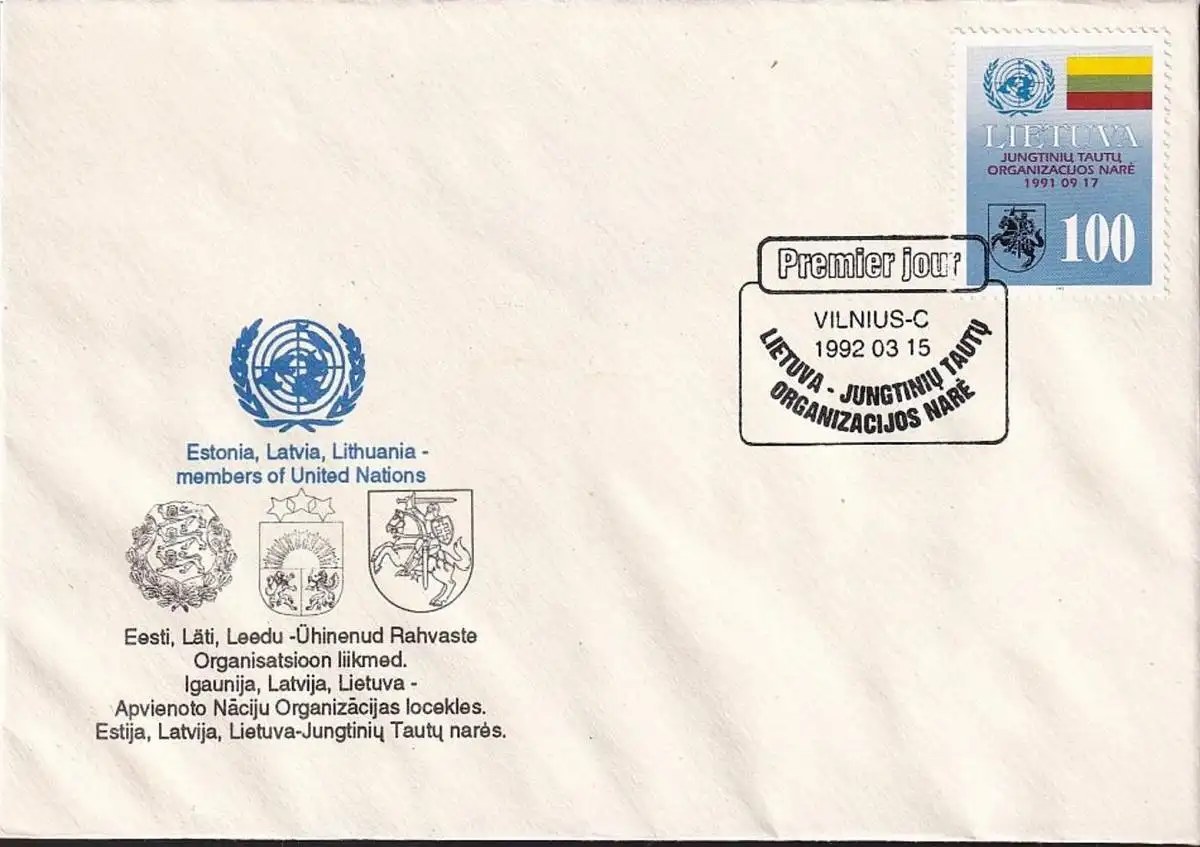 LIETUVA
JUNGTINIŲ TAUTŲ
ORGANIZACIJOS NARĖ
1991 09 17
100
Premier jour
VILNIUS-C
1992 03 15
LIETUVA - JUNGTINIŲ TAUTŲ
ORGANIZACIJOS NARĖ
Estonia, Latvia, Lithuania -
members of United Nations
Eesti, Läti, Leedu -Ühinenud Rahvaste
Organisatsioon liikmed.
Igaunija, Latvija, Lietuva -
Apvienoto Nāciju Organizācijas locekles.
Estija, Latvija, Lietuva-Jungtinių Tautų narės.